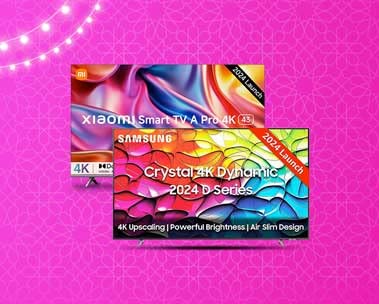 mi
2024 Launch
xiaomi Smart TV A Pro 4K 43
4K
SAMSUNG
2024 Launch
Crystal 4K Dynamic
2024 D Series
4K Upscaling | Powerful Brightness | Air Slim Design